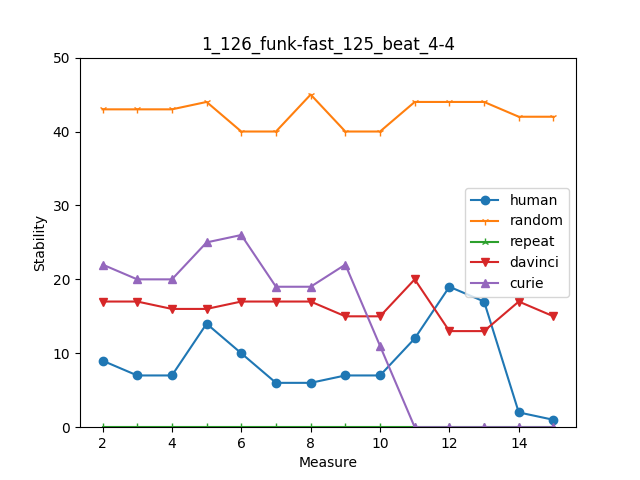 1_126_funk-fast_125_beat_4-4
50
40
30
20
10
0
Stability
human
random
repeat
davinci
curie
2 4 6 8 10 12 14
Measure